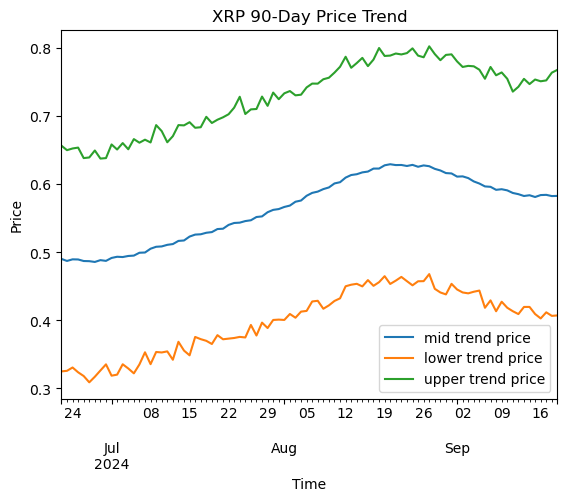 XRP 90-Day Price Trend
Price
0.8
0.7
0.6
0.5
0.4
0.3
mid trend price
lower trend price
upper trend price
24 08 15 22 29 05 12 19 26 02 09 16
Jul Aug Sep
2024
Time